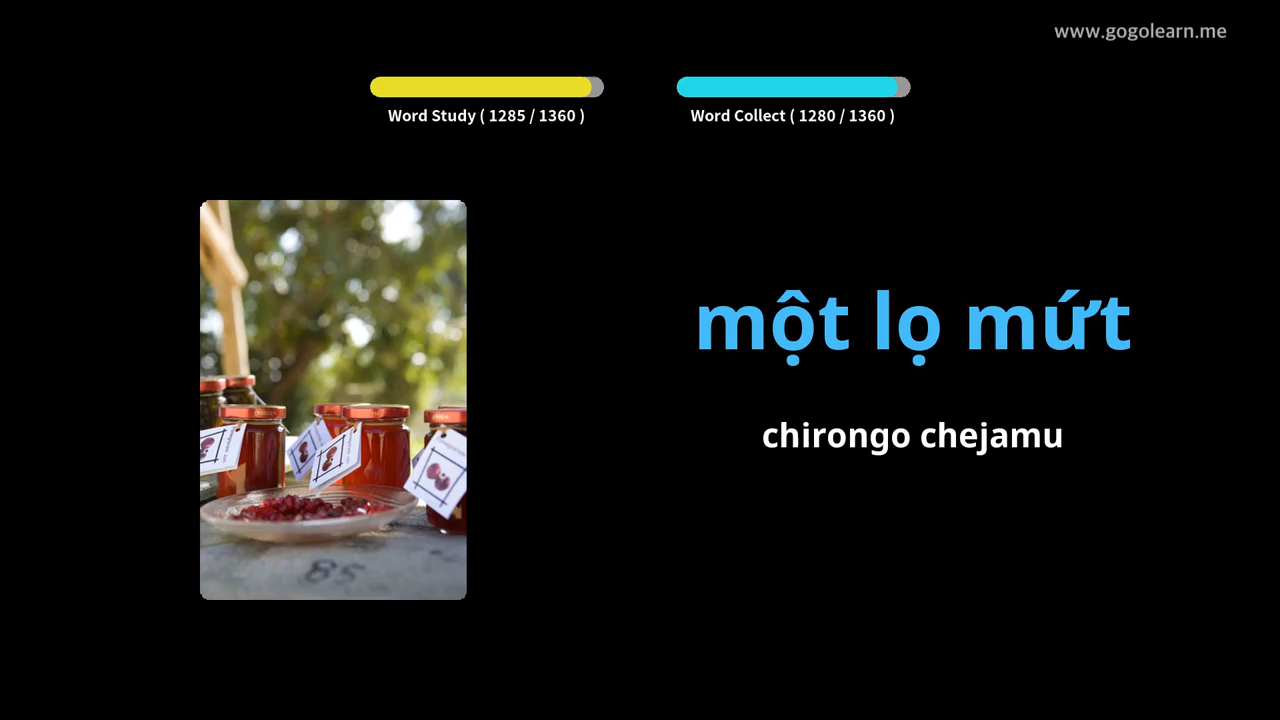 www.gogolearn.me
Word Study ( 1285 / 1360 )
Word Collect ( 1280 / 1360 )
một lọ mứt
chirongo chejamu
85